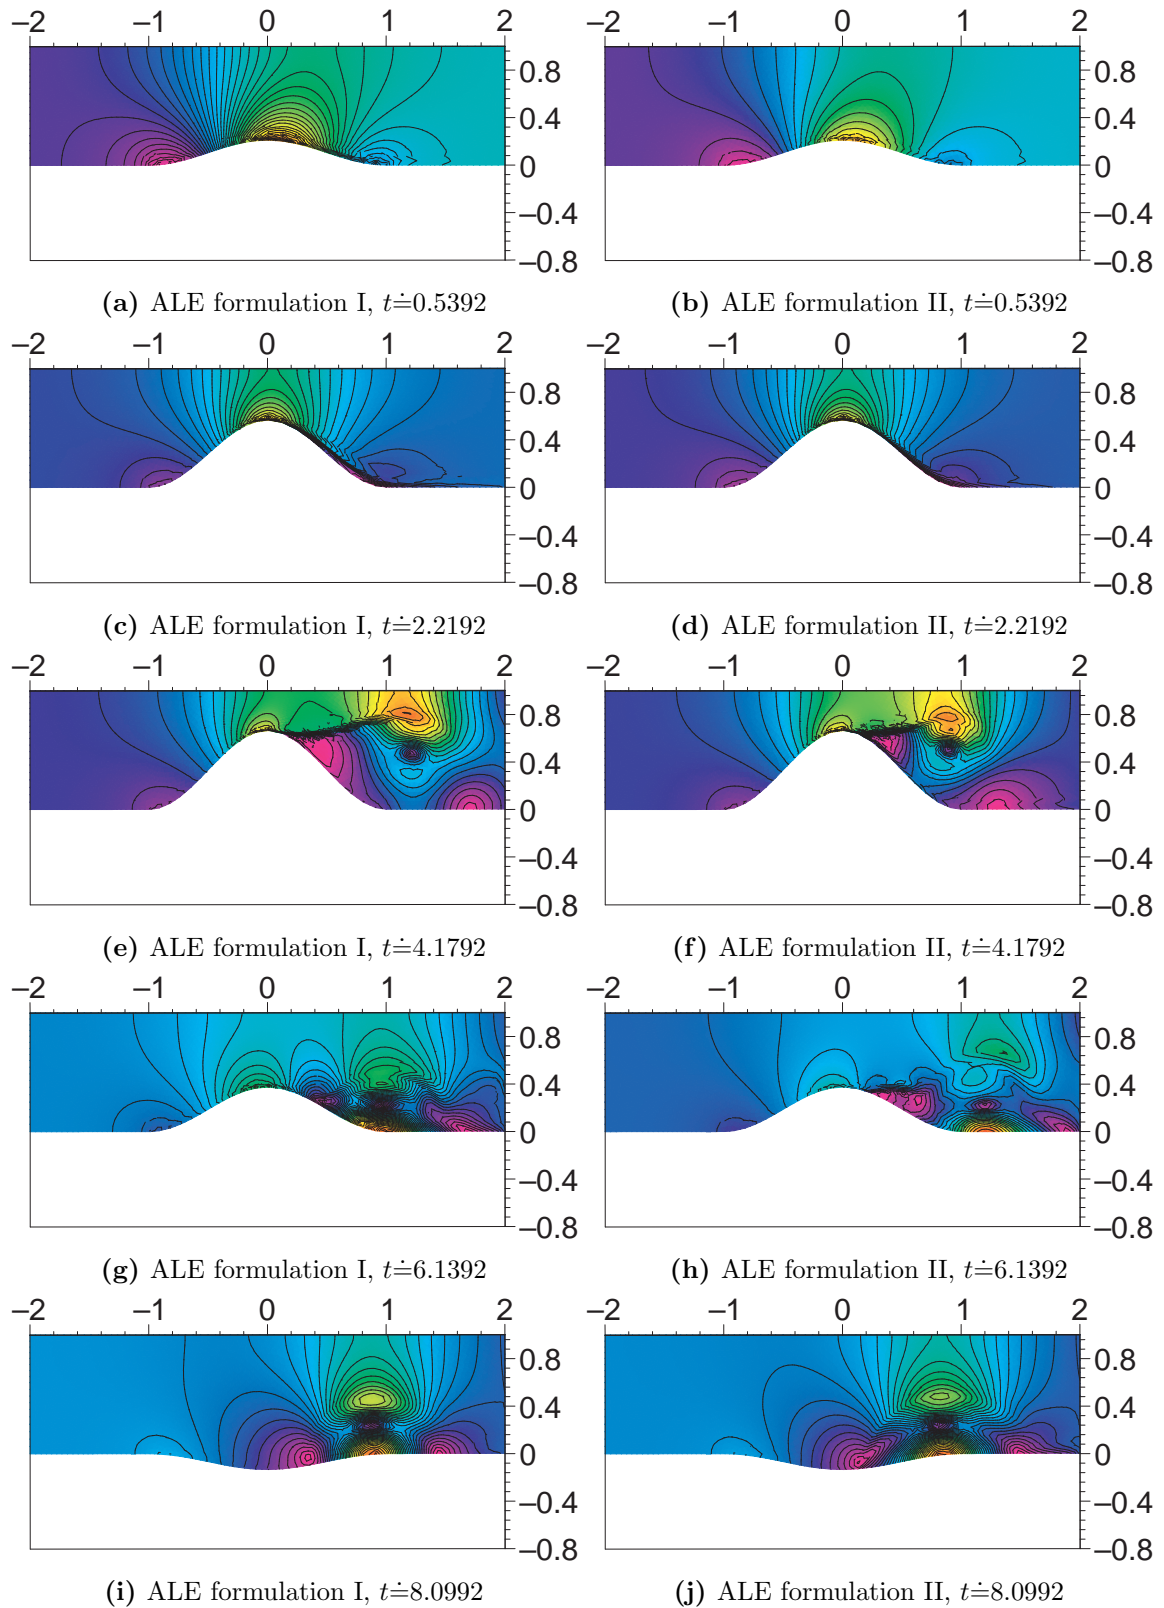 −2 −1 0 1 2 −2 −1 0 1 2
0.8 0.8
0.4 0.4
0 0
−0.4 −0.4
−0.8 −0.8
(a) ALE formulation I, t≐0.5392 (b) ALE formulation II, t≐0.5392
−2 −1 0 1 2 −2 −1 0 1 2
0.8 0.8
0.4 0.4
0 0
−0.4 −0.4
−0.8 −0.8
(c) ALE formulation I, t≐2.2192 (d) ALE formulation II, t≐2.2192
−2 −1 0 1 2 −2 −1 0 1 2
0.8 0.8
0.4 0.4
0 0
−0.4 −0.4
−0.8 −0.8
(e) ALE formulation I, t≐4.1792 (f) ALE formulation II, t≐4.1792
−2 −1 0 1 2 −2 −1 0 1 2
0.8 0.8
0.4 0.4
0 0
−0.4 −0.4
−0.8 −0.8
(g) ALE formulation I, t≐6.1392 (h) ALE formulation II, t≐6.1392
−2 −1 0 1 2 −2 −1 0 1 2
0.8 0.8
0.4 0.4
0 0
−0.4 −0.4
−0.8 −0.8
(i) ALE formulation I, t≐8.0992 (j) ALE formulation II, t≐8.0992